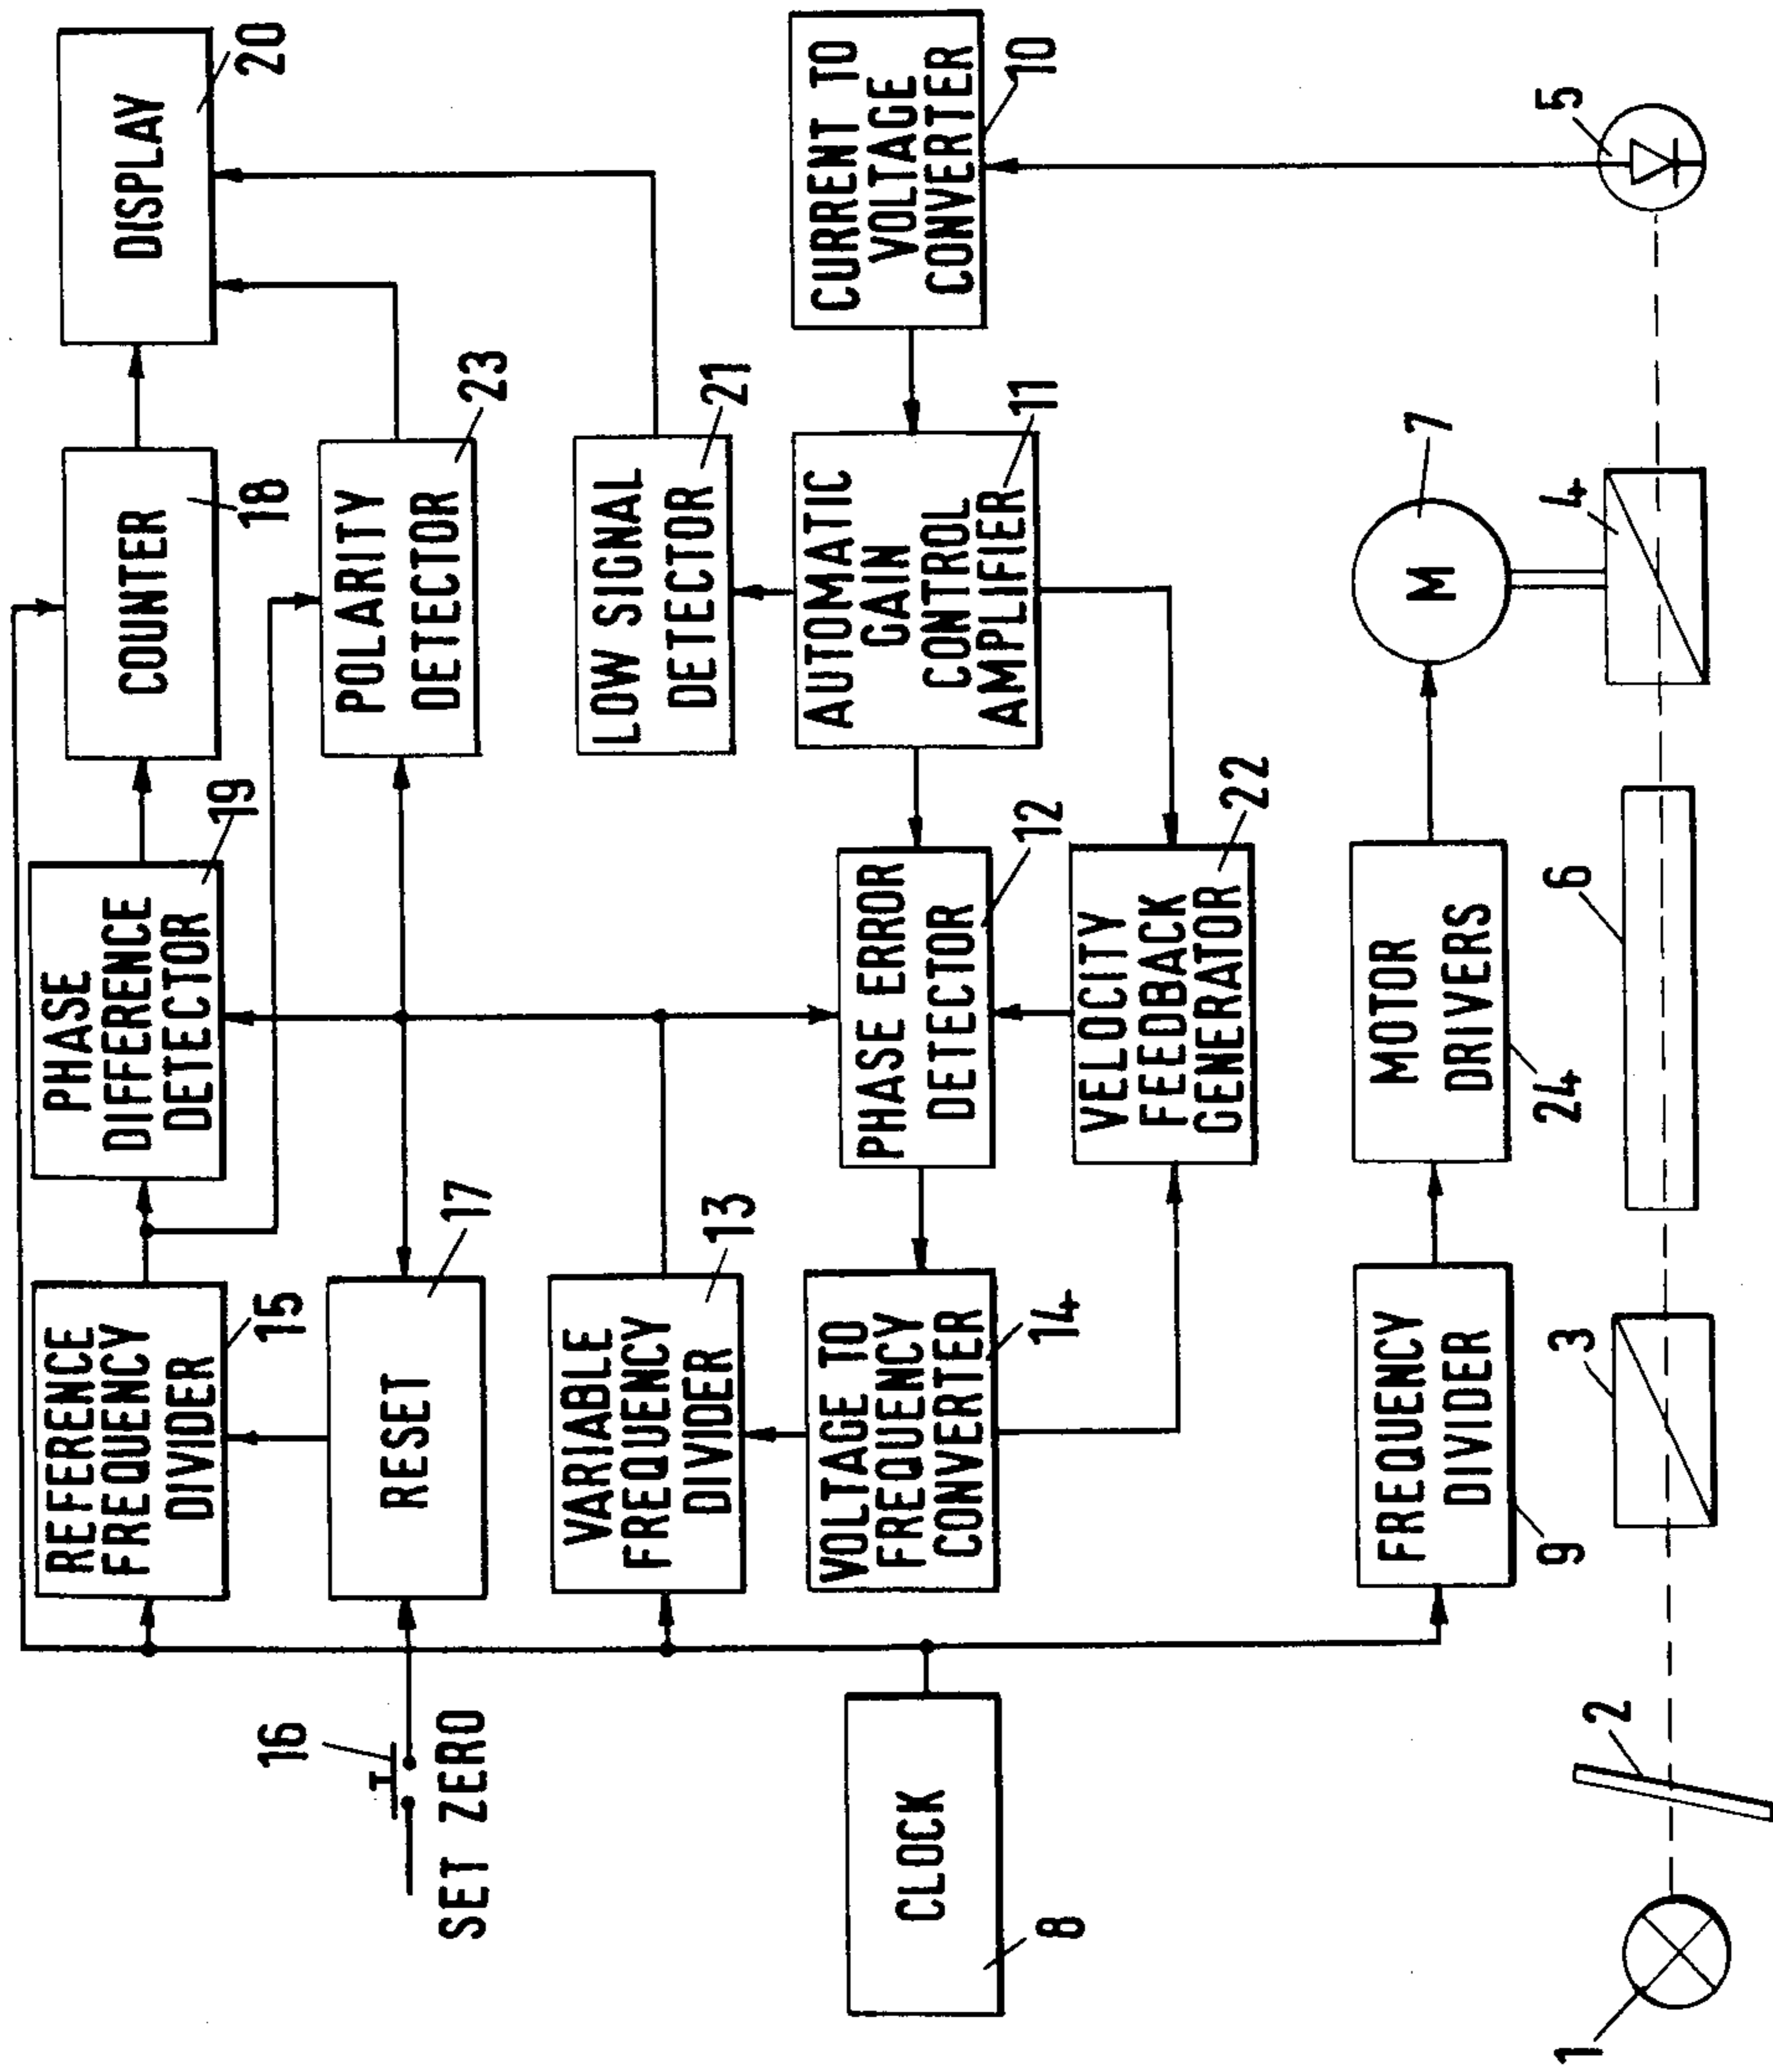 REFERENCE
FREQUENCY
DIVIDER
15
PHASE
DIFFERENCE
DETECTOR
19
COUNTER
18
DISPLAY
20
16
SET ZERO
RESET
17
POLARITY
DETECTOR
23
VARIABLE
FREQUENCY
DIVIDER
13
LOW SIGNAL
DETECTOR
21
CLOCK
8
VOLTAGE TO
FREQUENCY
CONVERTER
14
PHASE ERROR
DETECTOR
12
AUTOMATIC
GAIN
CONTROL
AMPLIFIER
11
CURRENT TO
VOLTAGE
CONVERTER
10
VELOCITY
FEEDBACK
GENERATOR
22
FREQUENCY
DIVIDER
9
MOTOR
DRIVERS
24
M
7
1
2
3
6
4
5